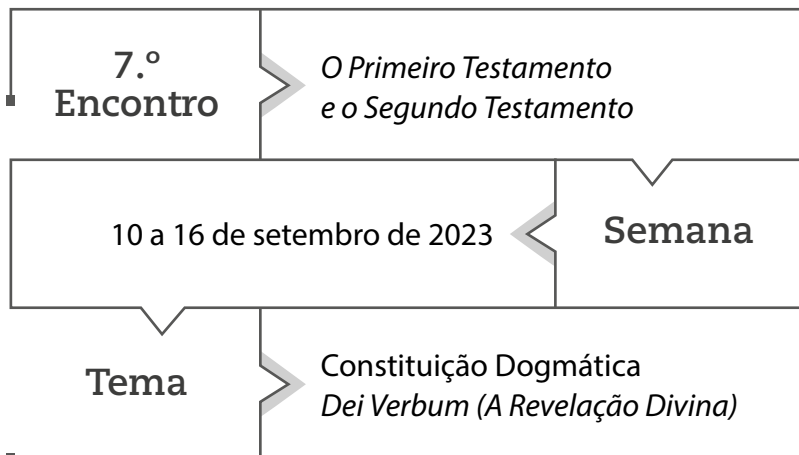 7.º
Encontro
O Primeiro Testamento
e o Segundo Testamento
10 a 16 de setembro de 2023
Semana
Tema
Constituição Dogmática
Dei Verbum (A Revelação Divina)